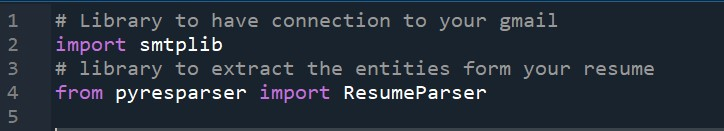 1 # Library to have connection to your gmail
2 import smtplib
3 # library to extract the entities form your resume
4 from pyresparser import ResumeParser
5